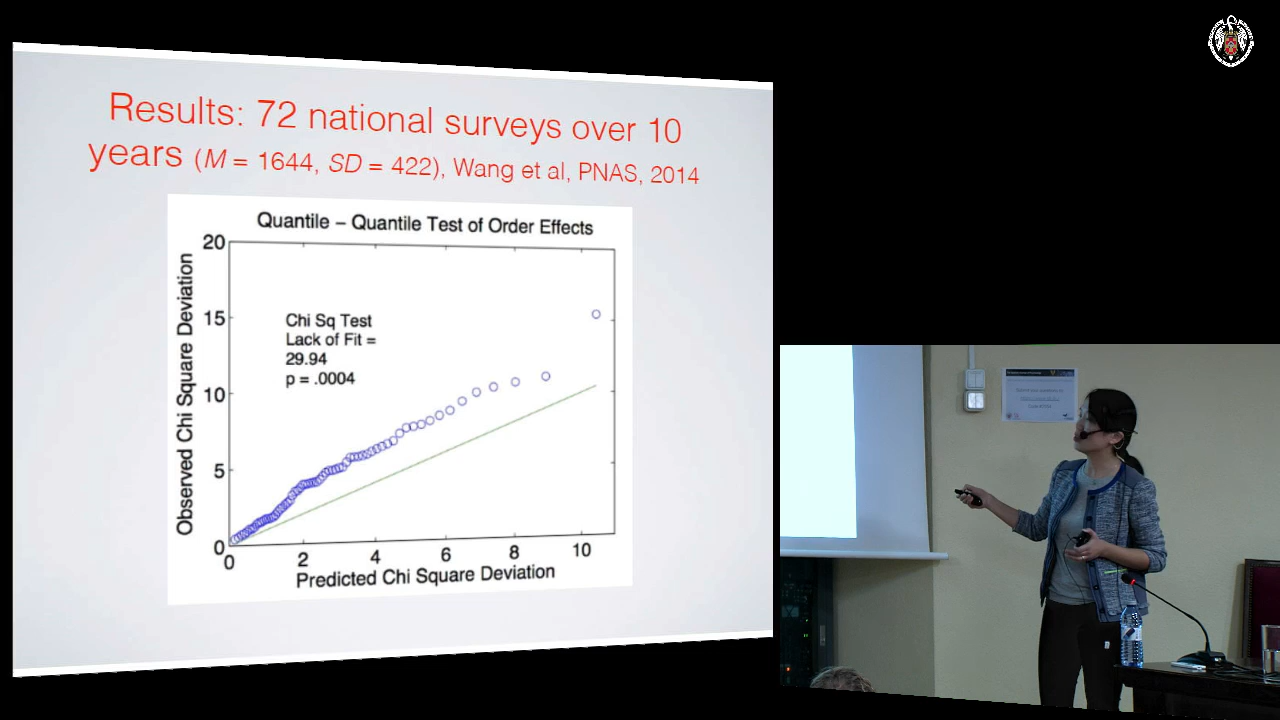 Results: 72 national surveys over 10
years (M = 1644, SD = 422), Wang et al, PNAS, 2014
Quantile – Quantile Test of Order Effects
20
15
10
5
0
Observed Chi Square Deviation
Chi Sq Test
Lack of Fit =
29.94
p = .0004
0 2 4 6 8 10
Predicted Chi Square Deviation